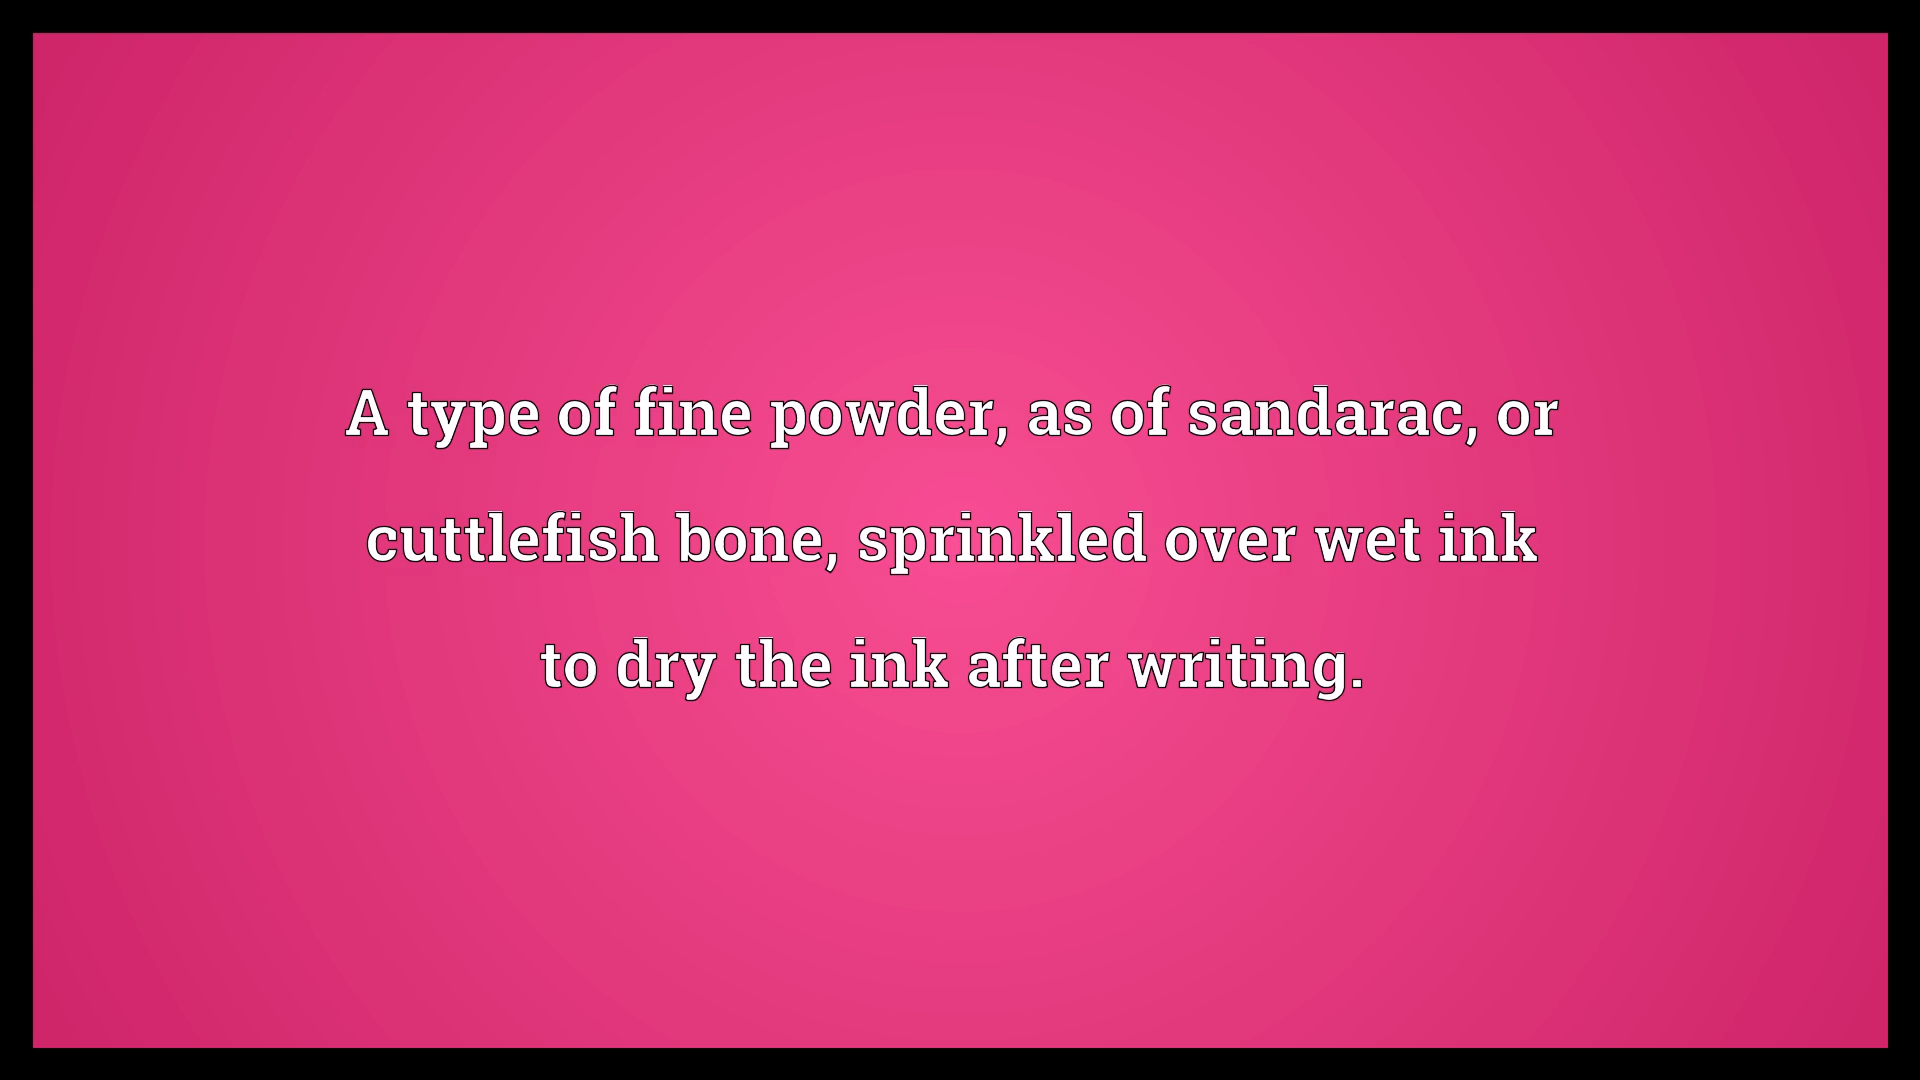 A type of fine powder, as of sandarac, or
cuttlefish bone, sprinkled over wet ink
to dry the ink after writing.